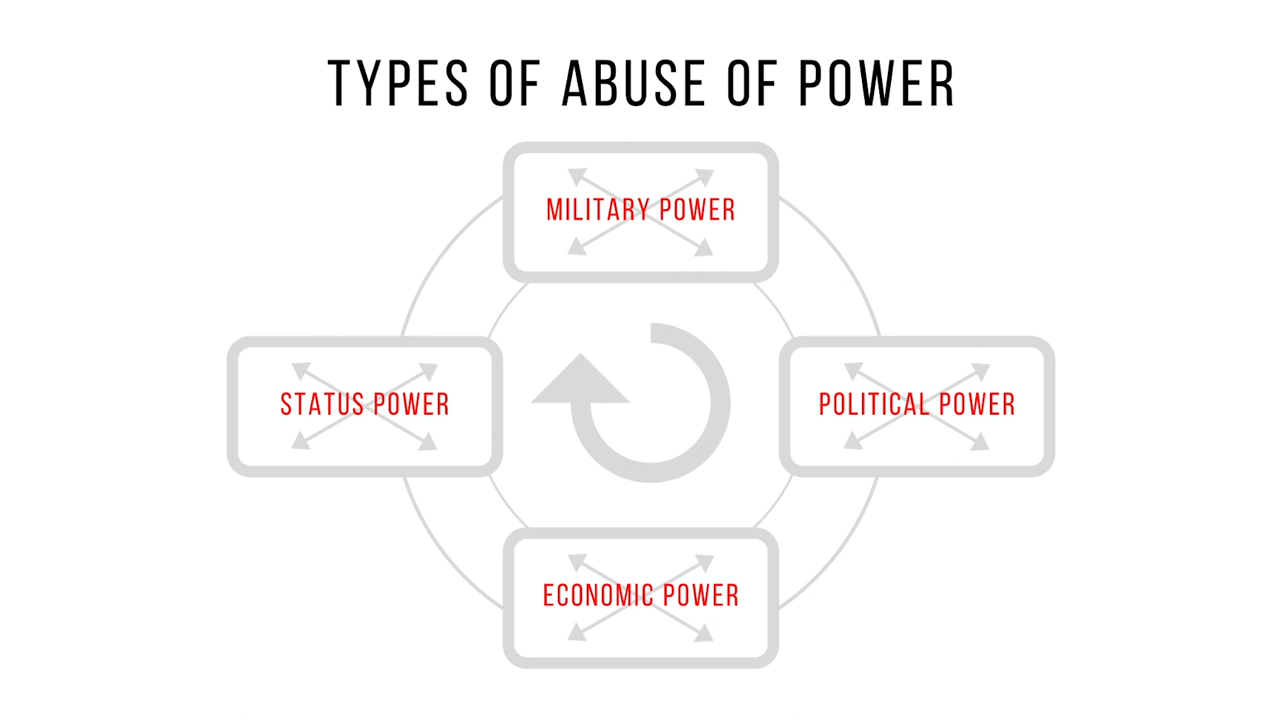 TYPES OF ABUSE OF POWER
MILITARY POWER
STATUS POWER
POLITICAL POWER
ECONOMIC POWER